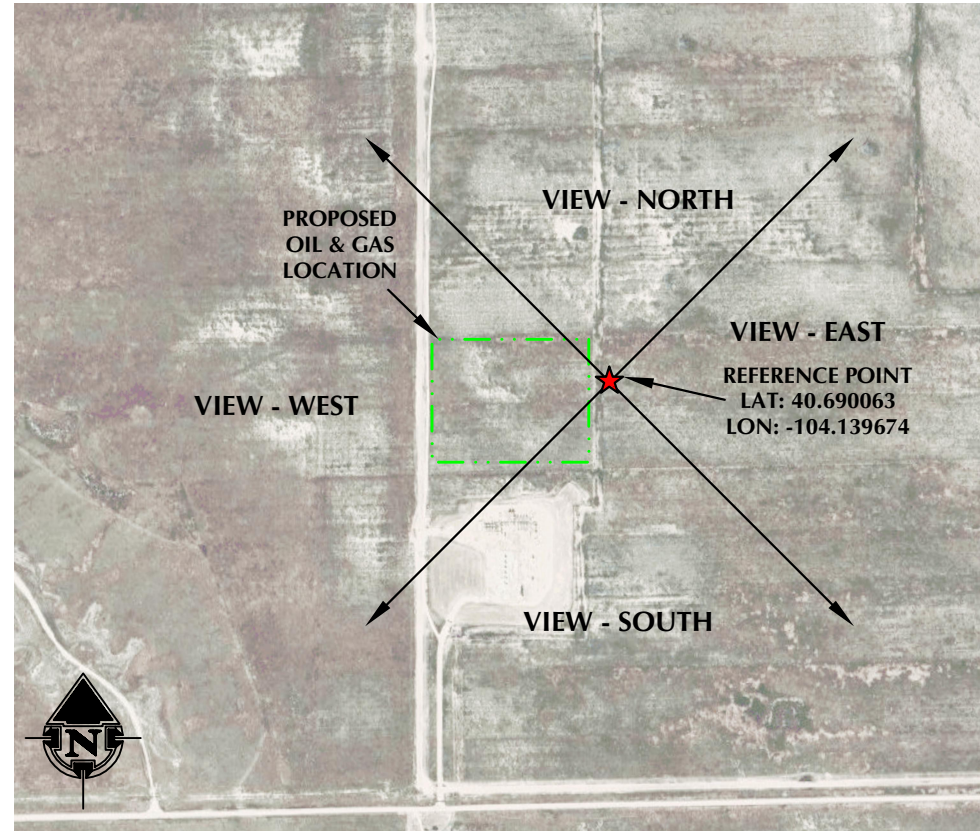 VIEW - NORTH
PROPOSED
OIL & GAS
LOCATION
VIEW - EAST
REFERENCE POINT
LAT: 40.690063
LON: -104.139674
VIEW - WEST
VIEW - SOUTH
N